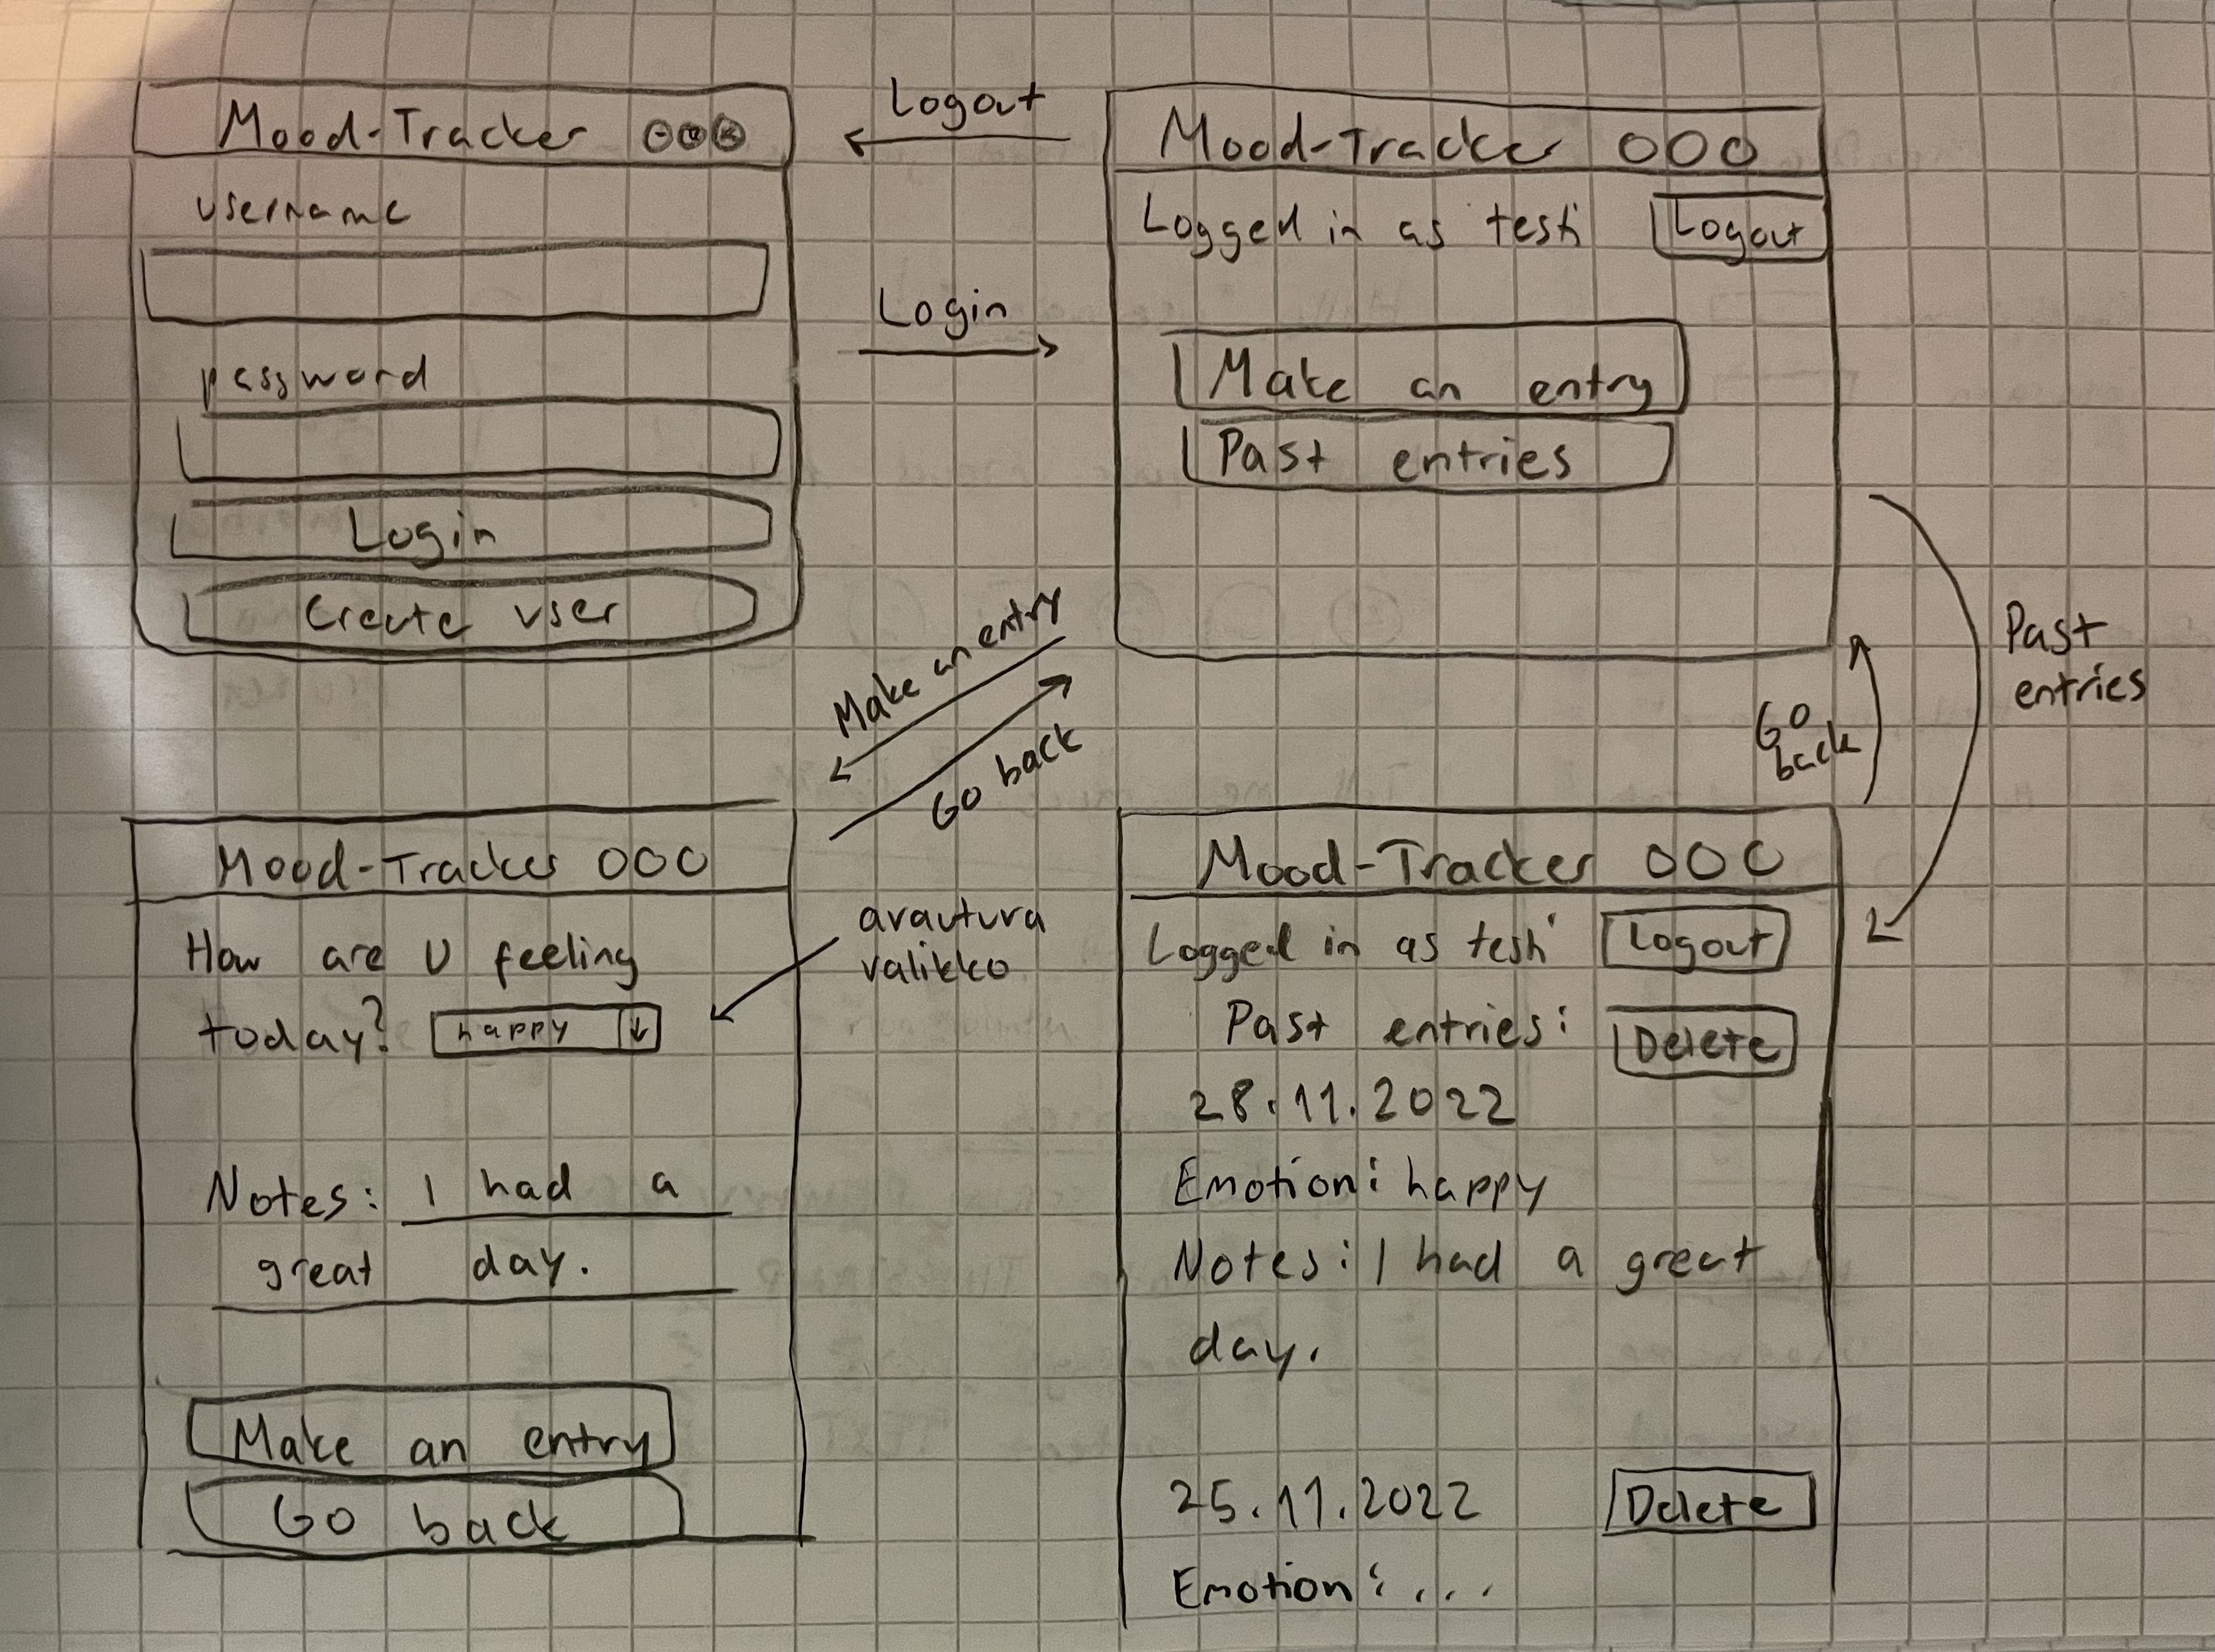 Mood-Tracker
username
password
Login
Create user
Logout
Login
Mood-Tracker
Logged in as 'test'
Logout
Make an entry
Past entries
Make an entry
Go back
Go
back
Past
entries
Mood-Tracker
How are U feeling
today? happy
avautuva
valikko
Notes: I had a
great day.
Make an entry
Go back
Mood-Tracker
Logged in as test'
Logout
Past entries:
Delete
28.11.2022
Emotion: happy
Notes: I had a great
day.
25.11.2022
Delete
Emotion: ...